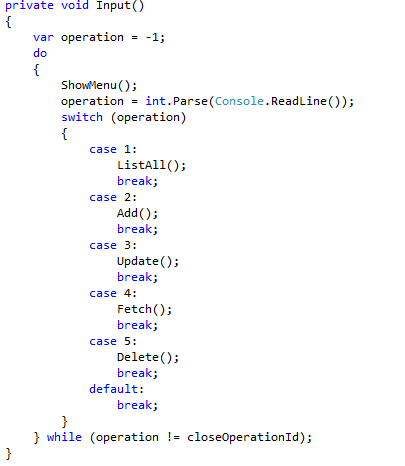 private void Input()
{
    var operation = -1;
    do
    {
        ShowMenu();
        operation = int.Parse(Console.ReadLine());
        switch (operation)
        {
            case 1:
                ListAll();
                break;
            case 2:
                Add();
                break;
            case 3:
                Update();
                break;
            case 4:
                Fetch();
                break;
            case 5:
                Delete();
                break;
            default:
                break;
        }
    } while (operation != closeOperationId);
}